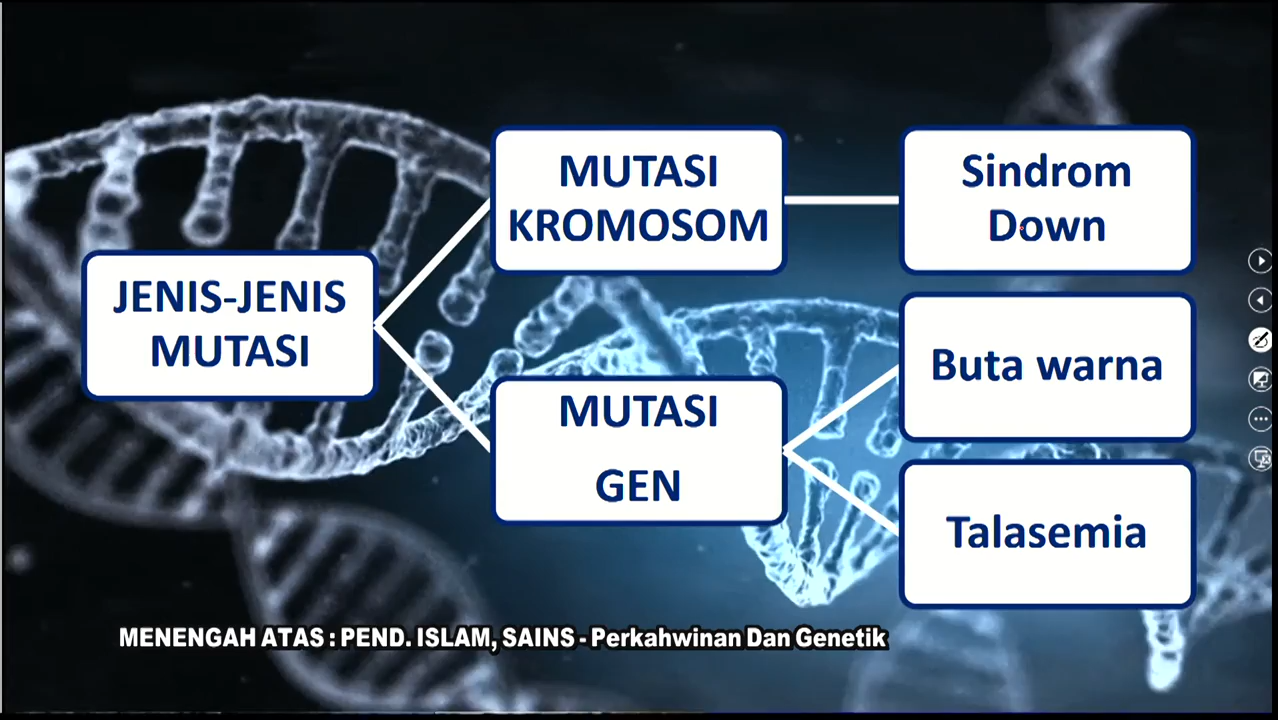 JENIS-JENIS
MUTASI
MUTASI
KROMOSOM
Sindrom
Down
MUTASI
GEN
Buta warna
Talasemia
MENENGAH ATAS : PEND. ISLAM, SAINS - Perkahwinan Dan Genetik